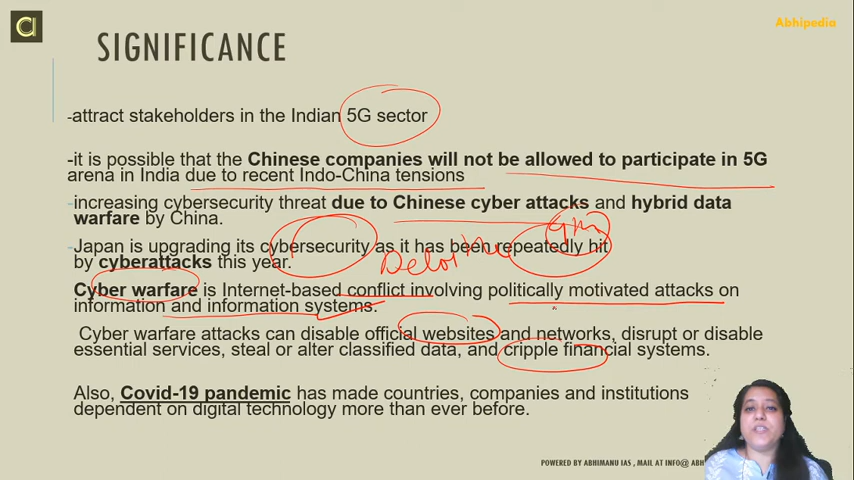 a
Abhipedia
SIGNIFICANCE
-attract stakeholders in the Indian 5G sector
-it is possible that the Chinese companies will not be allowed to participate in 5G
arena in India due to recent Indo-China tensions
-increasing cybersecurity threat due to Chinese cyber attacks and hybrid data
warfare by China.
-Japan is upgrading its cybersecurity as it has been repeatedly hit
by cyberattacks this year.
Cyber warfare is Internet-based conflict involving politically motivated attacks on
information and information systems.
Cyber warfare attacks can disable official websites and networks, disrupt or disable
essential services, steal or alter classified data, and cripple financial systems.
Also, Covid-19 pandemic has made countries, companies and institutions
dependent on digital technology more than ever before.
POWERED BY ABHIMANU IAS , MAIL AT INFO@ ABH